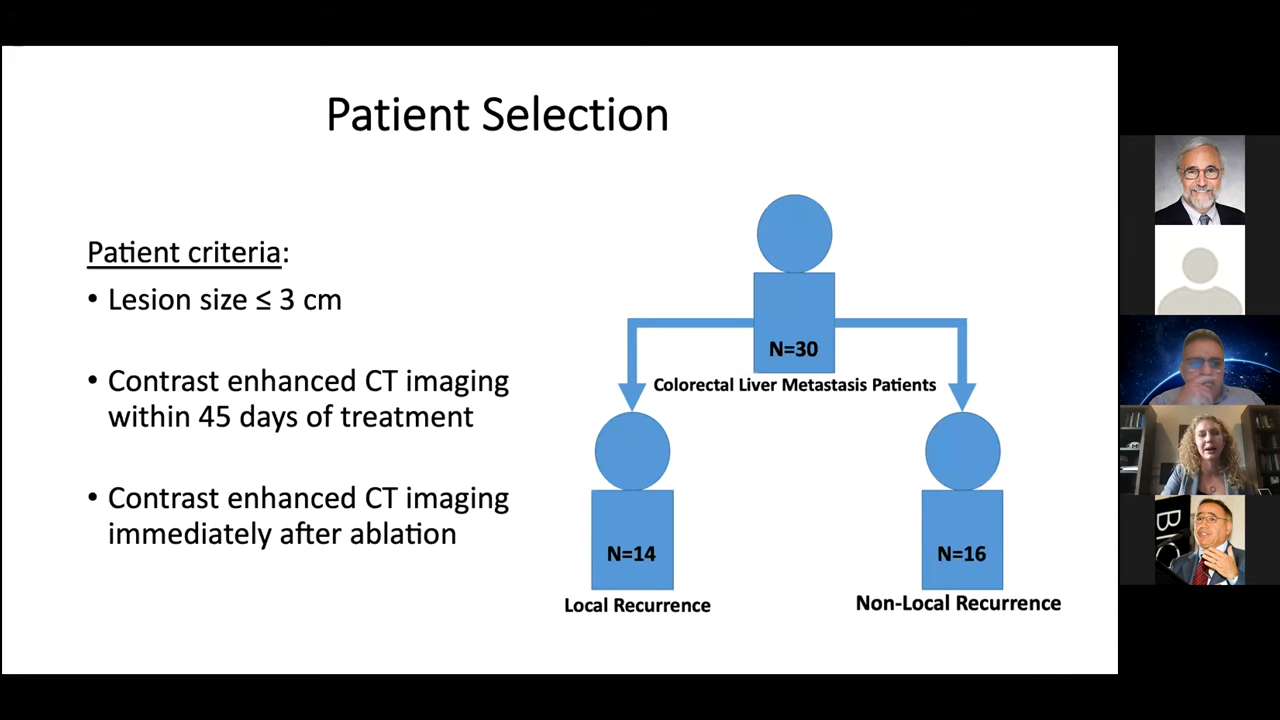 Patient Selection
Patient criteria:
• Lesion size ≤ 3 cm
• Contrast enhanced CT imaging
within 45 days of treatment
• Contrast enhanced CT imaging
immediately after ablation
N=30
Colorectal Liver Metastasis Patients
N=14
Local Recurrence
N=16
Non-Local Recurrence